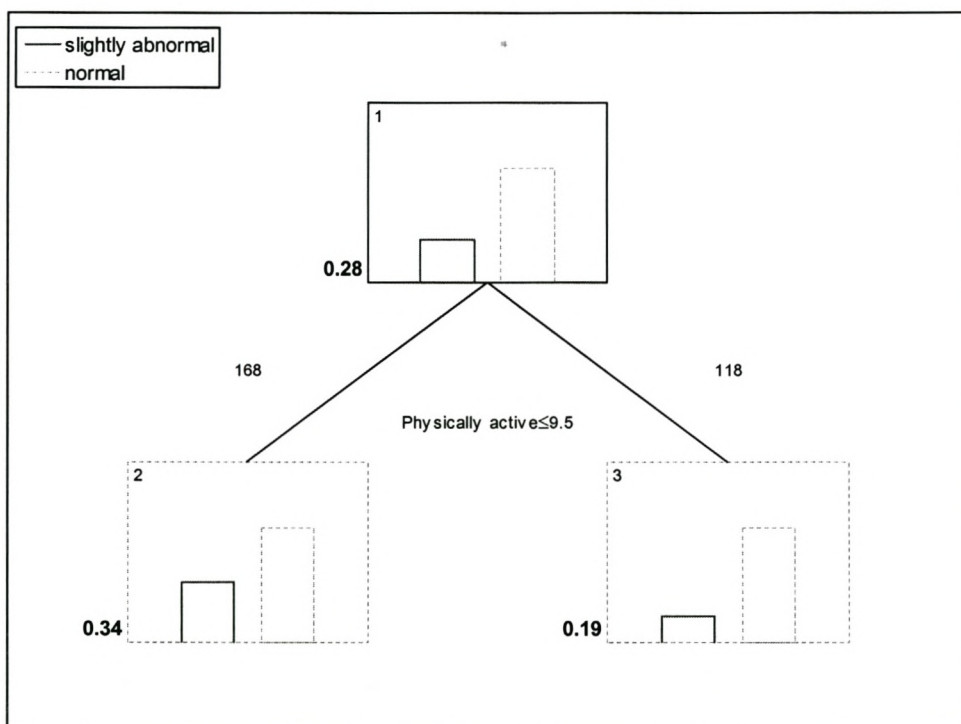 slightly abnormal
normal
1
0.28
168
118
Physically active≤9.5
2
3
0.34
0.19